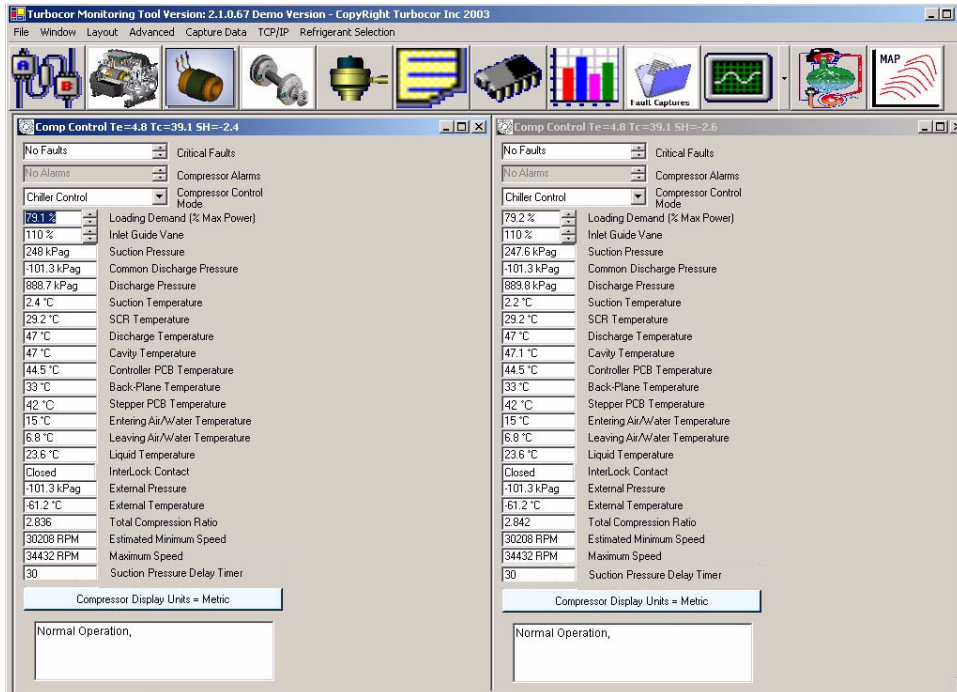 Turbocor Monitoring Tool Version: 2.1.0.67 Demo Version - CopyRight Turbocor Inc 2003
File Window Layout Advanced Capture Data TCP/IP Refrigerant Selection
A
B
Fault Captures
MAP
Comp Control Te=4.8 Tc=39.1 SH=-2.4
No Faults Critical Faults
No Alarms Compressor Alarms
Chiller Control Compressor Control Mode
79.1 % Loading Demand (% Max Power)
110 % Inlet Guide Vane
248 kPag Suction Pressure
-101.3 kPag Common Discharge Pressure
888.7 kPag Discharge Pressure
2.4 °C Suction Temperature
29.2 °C SCR Temperature
47 °C Discharge Temperature
47 °C Cavity Temperature
44.5 °C Controller PCB Temperature
33 °C Back-Plane Temperature
42 °C Stepper PCB Temperature
15 °C Entering Air/Water Temperature
6.8 °C Leaving Air/Water Temperature
23.6 °C Liquid Temperature
Closed InterLock Contact
-101.3 kPag External Pressure
-61.2 °C External Temperature
2.836 Total Compression Ratio
30208 RPM Estimated Minimum Speed
34432 RPM Maximum Speed
30 Suction Pressure Delay Timer
Compressor Display Units = Metric
Normal Operation,
Comp Control Te=4.8 Tc=39.1 SH=-2.6
No Faults Critical Faults
No Alarms Compressor Alarms
Chiller Control Compressor Control Mode
79.2 % Loading Demand (% Max Power)
110 % Inlet Guide Vane
247.6 kPag Suction Pressure
-101.3 kPag Common Discharge Pressure
889.8 kPag Discharge Pressure
2.2 °C Suction Temperature
29.2 °C SCR Temperature
47 °C Discharge Temperature
47.1 °C Cavity Temperature
44.5 °C Controller PCB Temperature
33 °C Back-Plane Temperature
42 °C Stepper PCB Temperature
15 °C Entering Air/Water Temperature
6.8 °C Leaving Air/Water Temperature
23.6 °C Liquid Temperature
Closed InterLock Contact
-101.3 kPag External Pressure
-61.2 °C External Temperature
2.842 Total Compression Ratio
30208 RPM Estimated Minimum Speed
34432 RPM Maximum Speed
30 Suction Pressure Delay Timer
Compressor Display Units = Metric
Normal Operation,